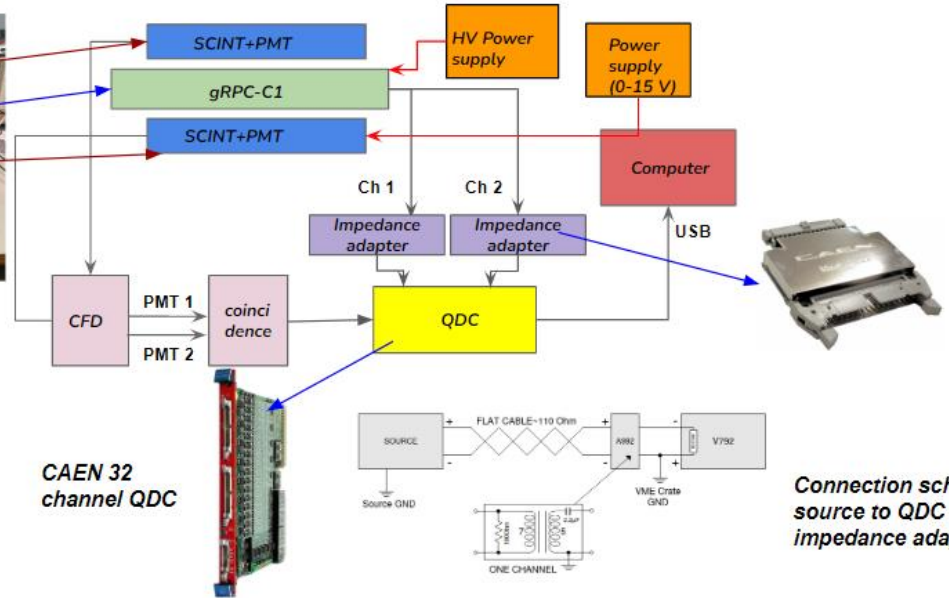 SCINT+PMT
HV Power
supply
Power
supply
(0-15 V)
gRPC-C1
SCINT+PMT
Computer
Ch 1
Ch 2
Impedance
adapter
Impedance
adapter
USB
CAEN
CFD
PMT 1
PMT 2
coinci
dence
QDC
CAEN 32
channel QDC
SOURCE
+
-
FLAT CABLE~110 Ohm
+
-
A992
-
+
V792
Source GND
VME Crate
GND
ONE CHANNEL
Connection sch
source to QDC
impedance ada